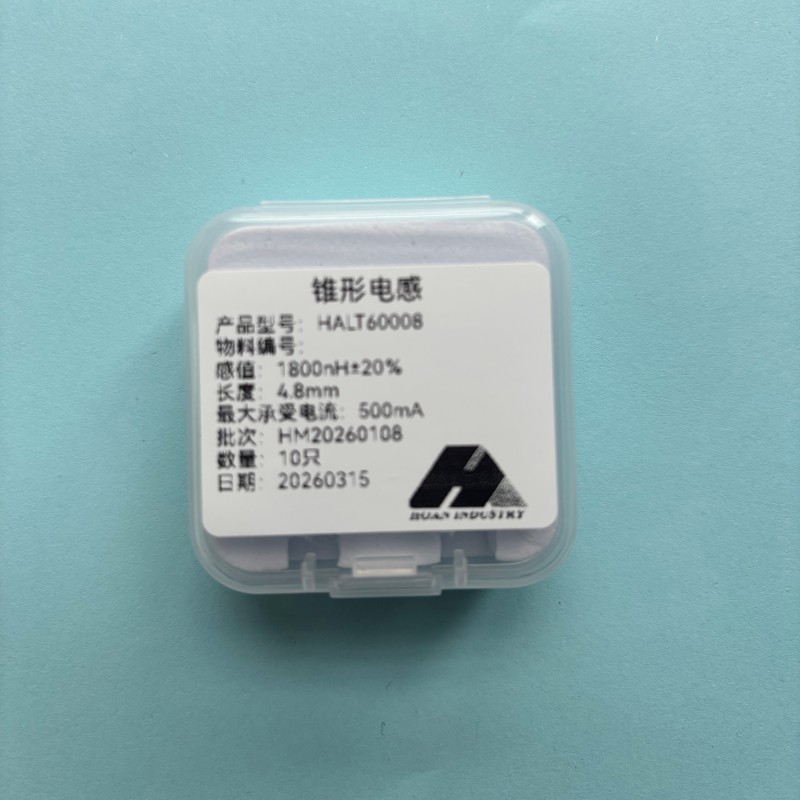 锥形电感
产品型号: HALT60008
物料编号:
感值: 1800nH±20%
长度: 4.8mm
最大承受电流: 500mA
批次: HM20260108
数量: 10只
日期: 20260315
HOAN INDUSTRY